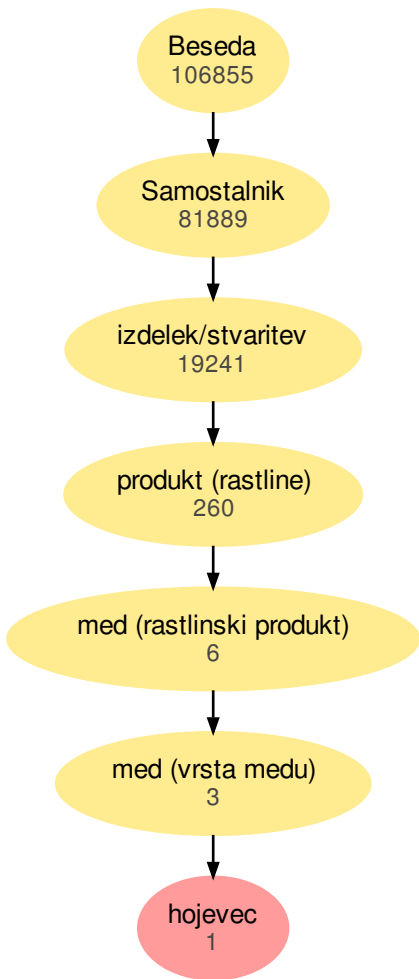 Beseda
106855
Samostalnik
81889
izdelek/stvaritev
19241
produkt (rastline)
260
med (rastlinski produkt)
6
med (vrsta medu)
3
hojevec
1